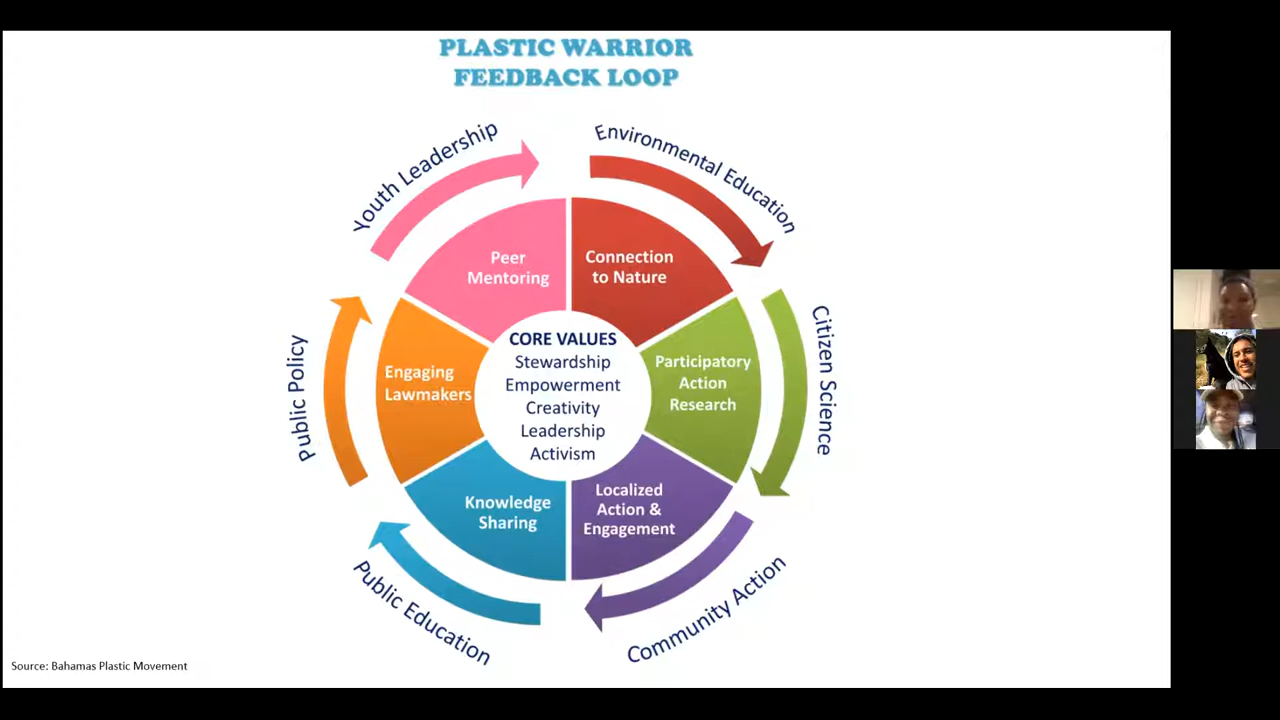 PLASTIC WARRIOR
FEEDBACK LOOP
Youth Leadership
Environmental Education
Peer
Mentoring
Connection
to Nature
Citizen Science
Public Policy
Engaging
Lawmakers
CORE VALUES
Stewardship
Empowerment
Creativity
Leadership
Activism
Participatory
Action
Research
Knowledge
Sharing
Localized
Action &
Engagement
Public Education
Community Action
Source: Bahamas Plastic Movement